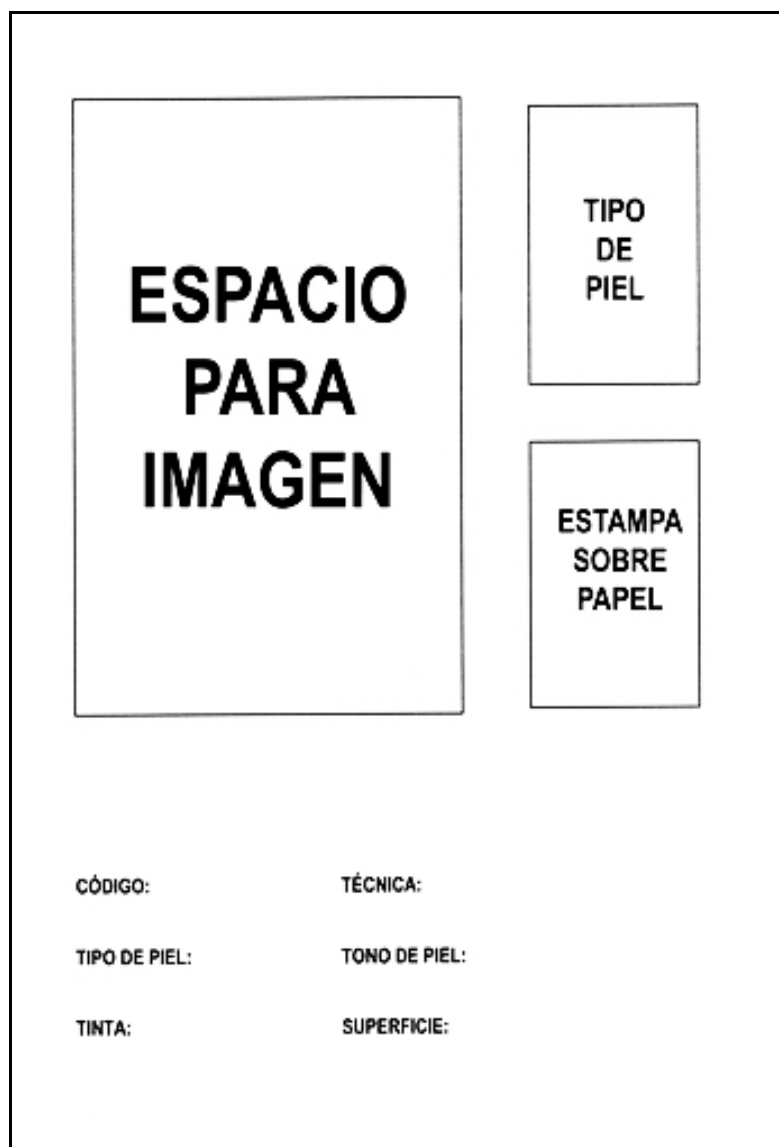 ESPACIO
PARA
IMAGEN
TIPO
DE
PIEL
ESTAMPA
SOBRE
PAPEL
CÓDIGO:
TÉCNICA:
TIPO DE PIEL:
TONO DE PIEL:
TINTA:
SUPERFICIE: